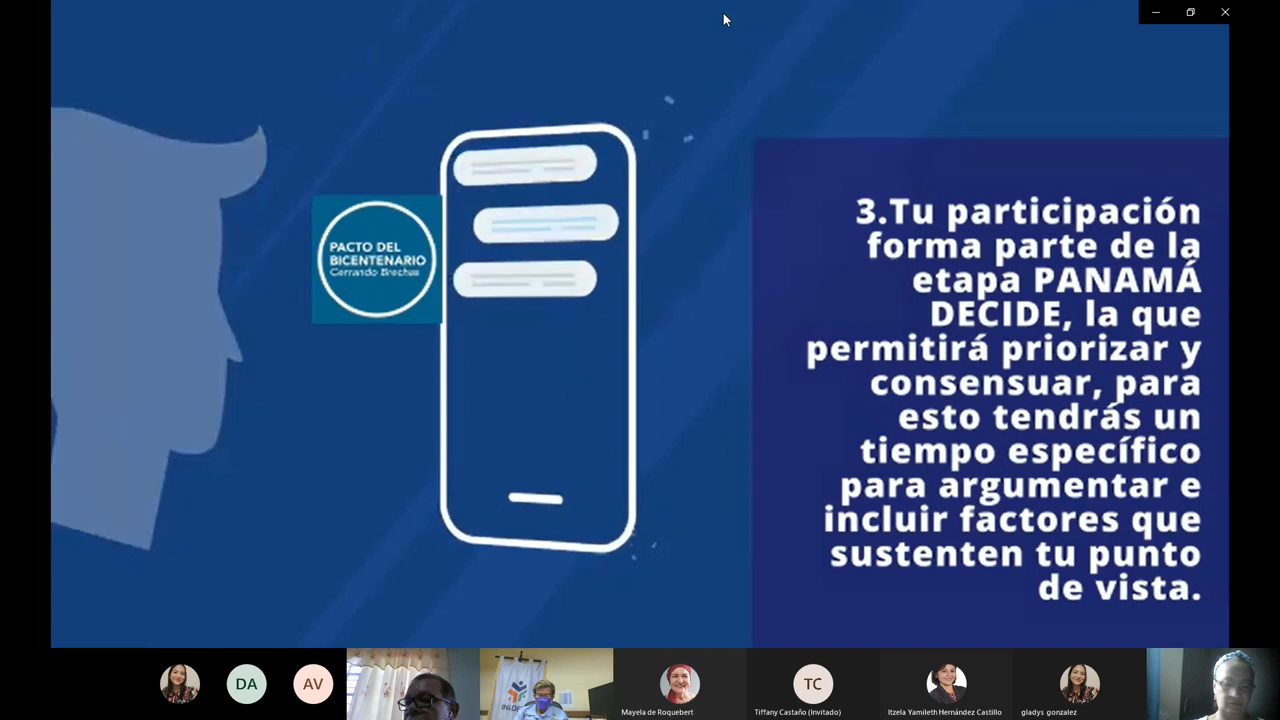 PACTO DEL
BICENTENARIO
Cerrando Brechas
3.Tu participación
forma parte de la
etapa PANAMÁ
DECIDE, la que
permitirá priorizar y
consensuar, para
esto tendrás un
tiempo específico
para argumentar e
incluir factores que
sustenten tu punto
de vista.
DA
AV
TC
Mayela de Roquebert
Tiffany Castaño (Invitado)
Itzela Yamileth Hernández Castillo
gladys gonzalez